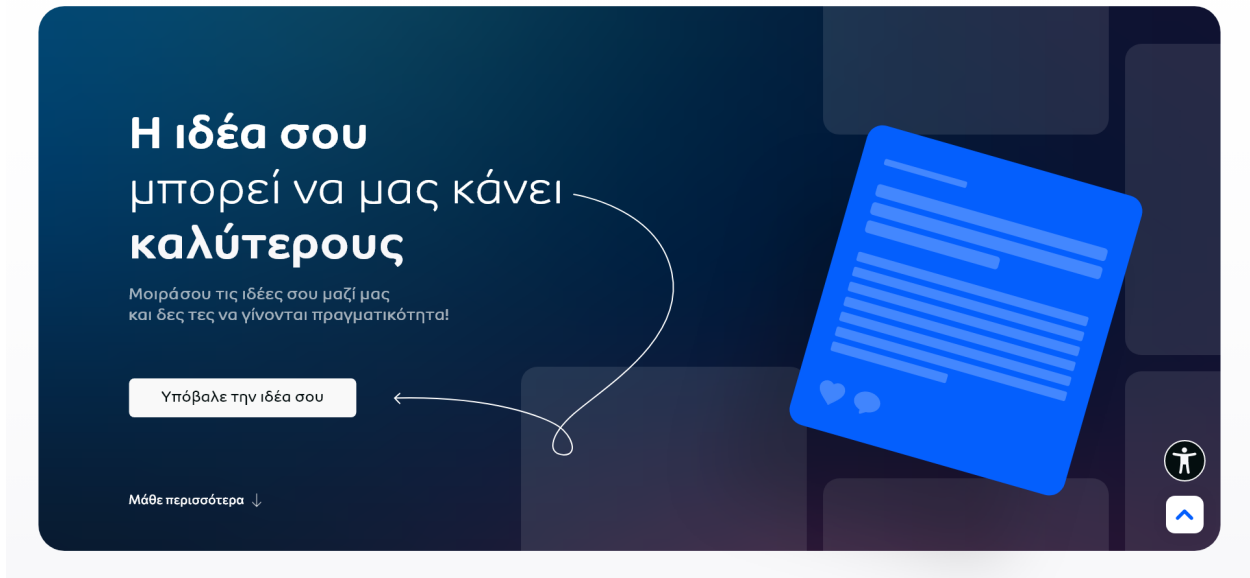 Η ιδέα σου
μπορεί να μας κάνει
καλύτερους
Μοιράσου τις ιδέες σου μαζί μας
και δες τες να γίνονται πραγματικότητα!
Υπόβαλε την ιδέα σου
Μάθε περισσότερα